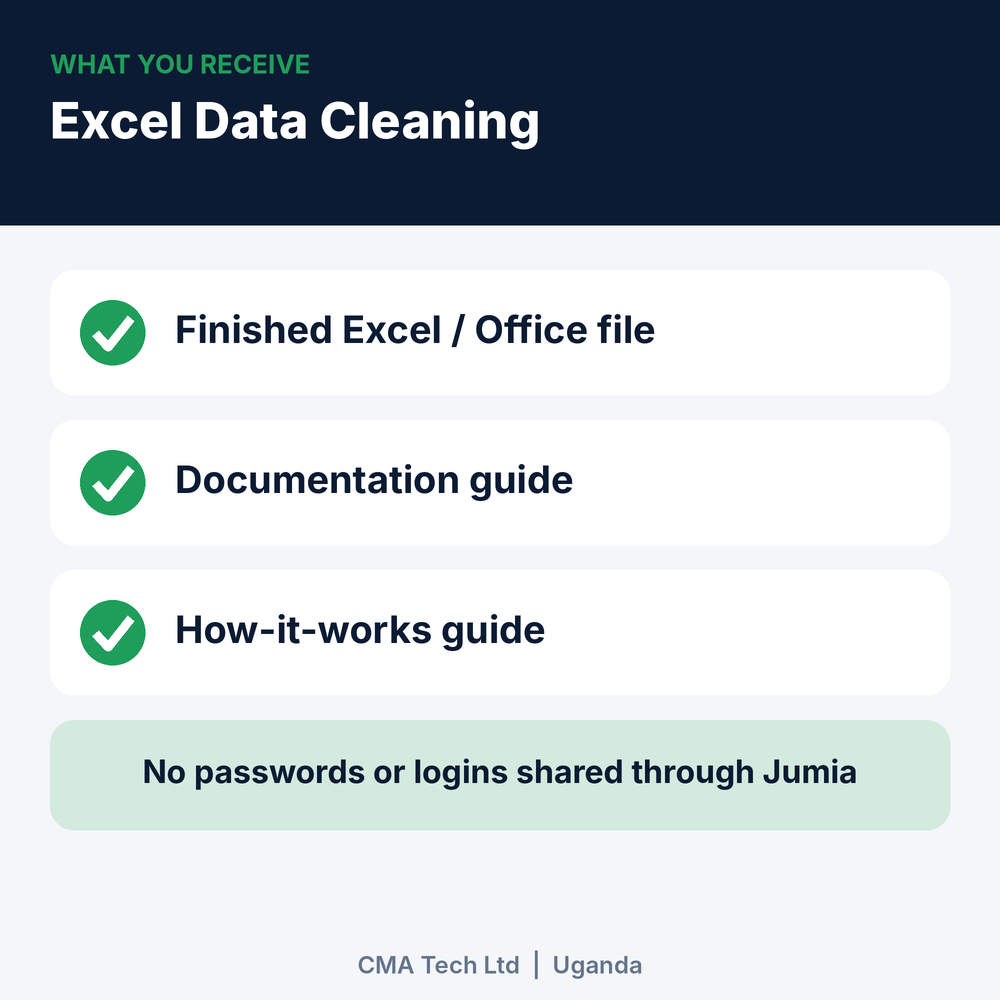 WHAT YOU RECEIVE
Excel Data Cleaning
Finished Excel / Office file
Documentation guide
How-it-works guide
No passwords or logins shared through Jumia
CMA Tech Ltd | Uganda